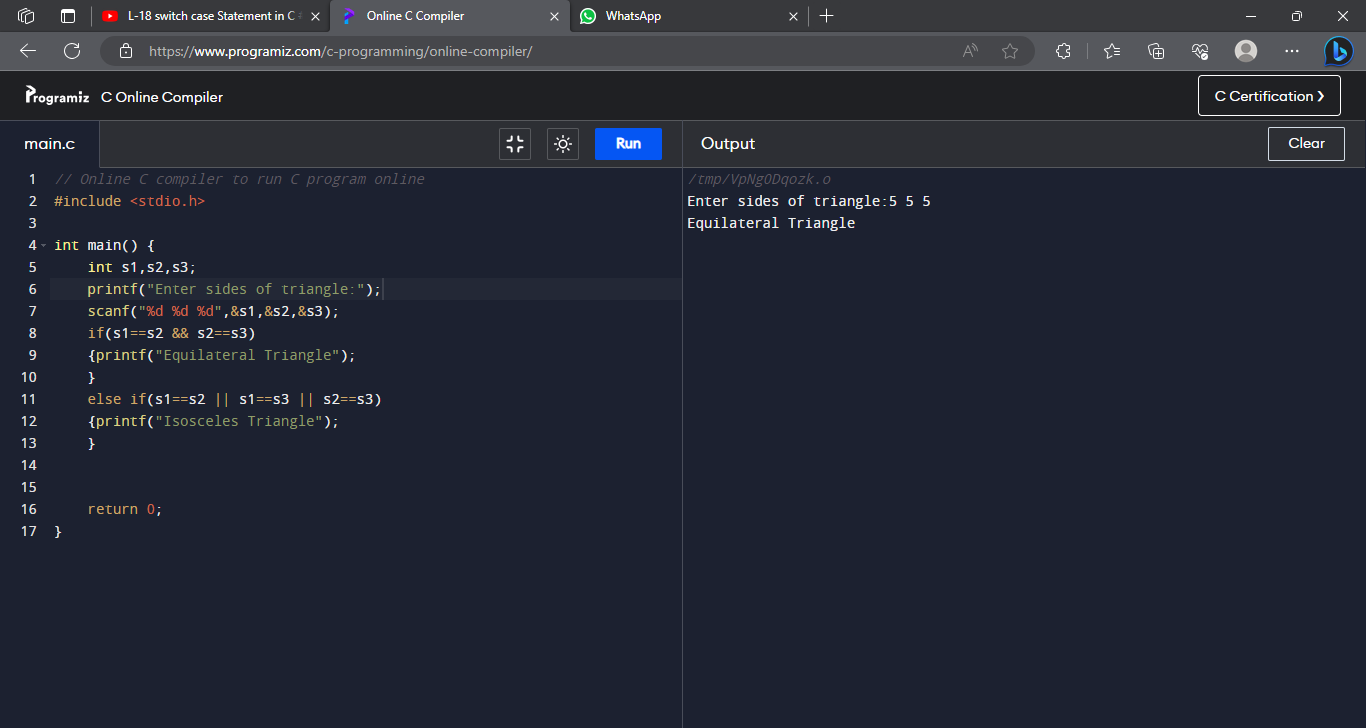 L-18 switch case Statement in C
Online C Compiler
WhatsApp
https://www.programiz.com/c-programming/online-compiler/
Programiz C Online Compiler
C Certification ❯
main.c
Run
Output
Clear
1 // Online C compiler to run C program online
2 #include <stdio.h>
3
4 int main() {
5 int s1,s2,s3;
6 printf("Enter sides of triangle:");
7 scanf("%d %d %d",&s1,&s2,&s3);
8 if(s1==s2 && s2==s3)
9 {printf("Equilateral Triangle");
10 }
11 else if(s1==s2 || s1==s3 || s2==s3)
12 {printf("Isosceles Triangle");
13 }
14
15
16 return 0;
17 }
/tmp/VpNgODqozk.o
Enter sides of triangle:5 5 5
Equilateral Triangle